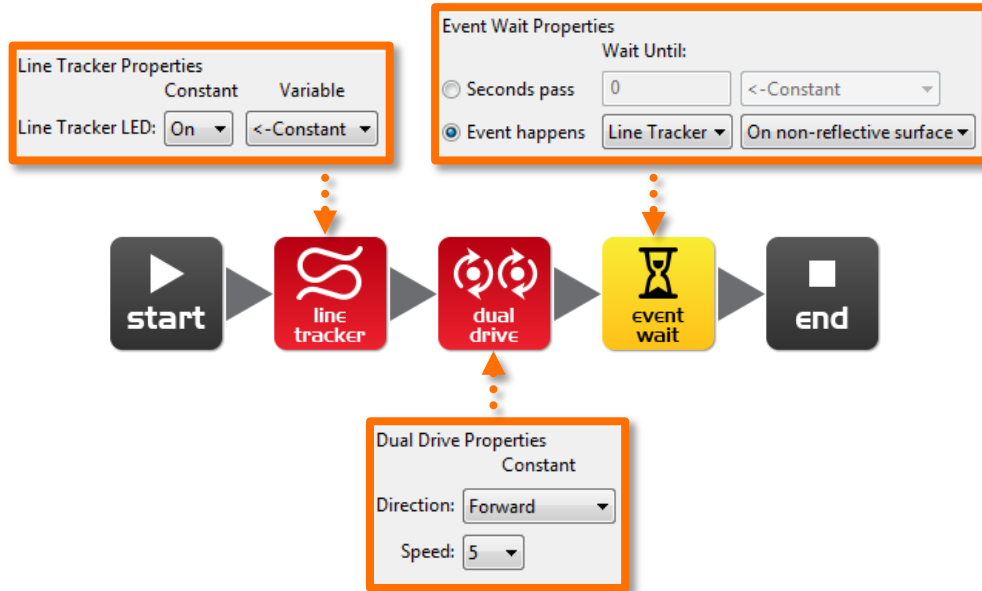 Line Tracker Properties
Constant Variable
Line Tracker LED: On <-Constant
Event Wait Properties
Wait Until:
Seconds pass 0 <-Constant
Event happens Line Tracker On non-reflective surface
start
line
tracker
dual
drive
event
wait
end
Dual Drive Properties
Constant
Direction: Forward
Speed: 5